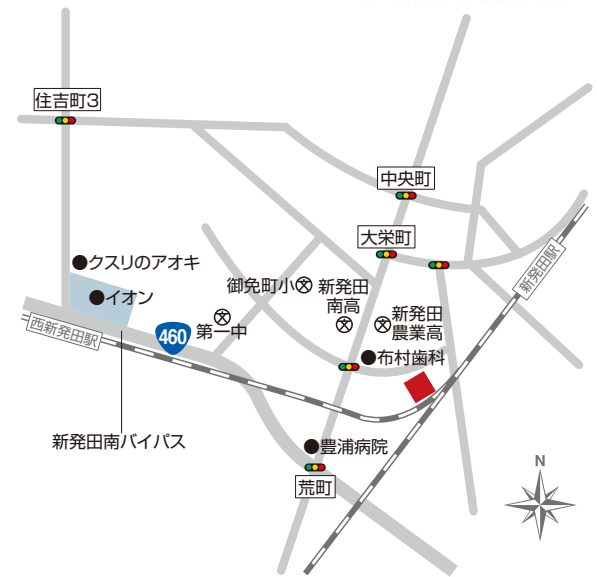 住吉町3
中央町
大栄町
クスリのアオキ
イオン
御免町小
新発田
南高
新発田
農業高
第一中
布村歯科
西新発田駅
新発田駅
460
新発田南バイパス
豊浦病院
荒町
N